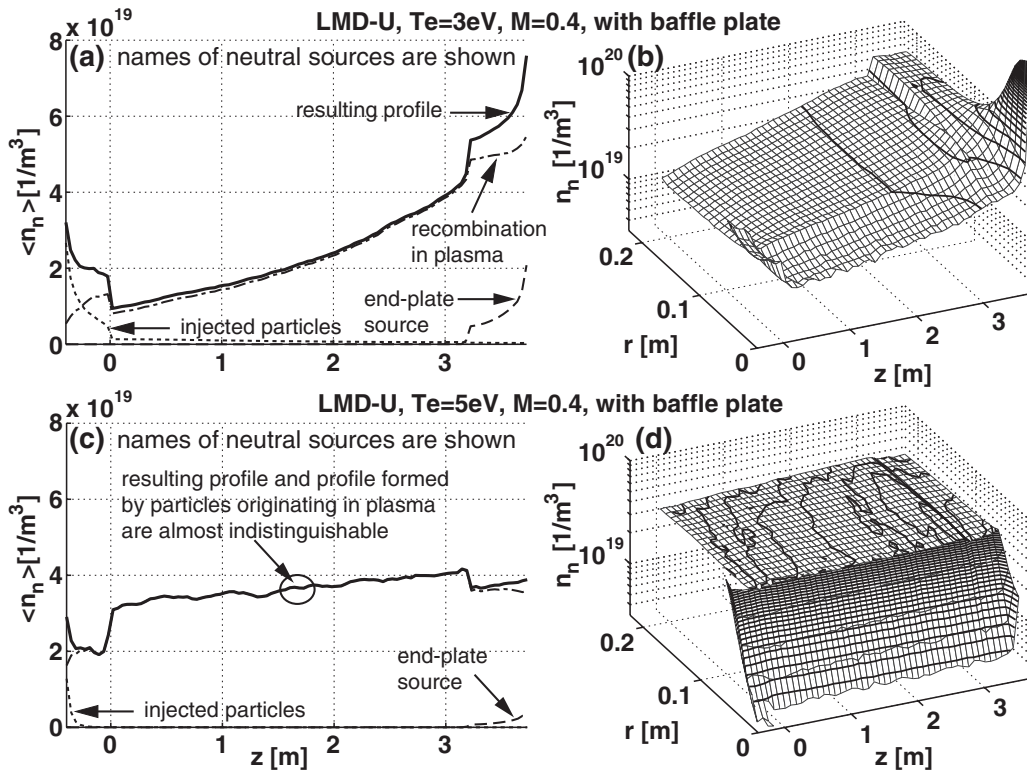 LMD-U, Te=3eV, M=0.4, with baffle plate
x 10^19
(a) names of neutral sources are shown
8
6
4
2
0
<n_n> [1/m^3]
resulting profile
recombination
in plasma
end-plate
source
injected particles
0 1 2 3
(b)
10^20
10^19
n_n [1/m^3]
0.2
0.1
0
r [m]
0 1 2 3
z [m]
LMD-U, Te=5eV, M=0.4, with baffle plate
x 10^19
(c) names of neutral sources are shown
8
6
4
2
0
<n_n> [1/m^3]
resulting profile and profile formed
by particles originating in plasma
are almost indistinguishable
end-plate
source
injected particles
0 1 2 3
z [m]
(d)
10^20
10^19
n_n [1/m^3]
0.2
0.1
0
r [m]
0 1 2 3
z [m]